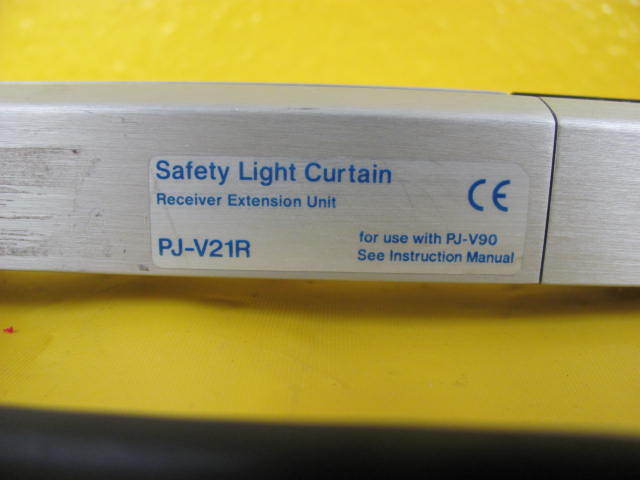 Safety Light Curtain
Receiver Extension Unit
CE
PJ-V21R
for use with PJ-V90
See Instruction Manual